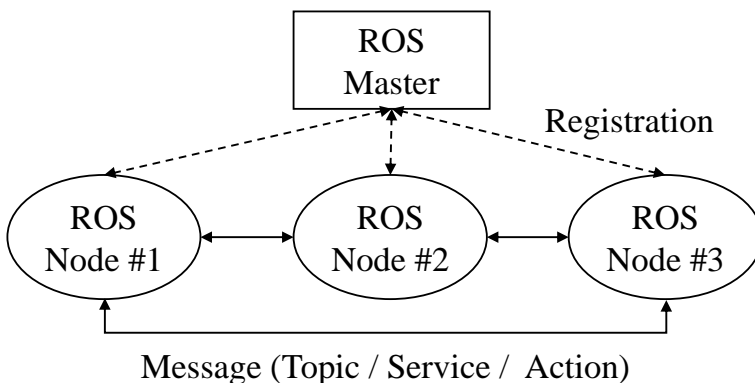 ROS
Master
Registration
ROS
Node #1
ROS
Node #2
ROS
Node #3
Message (Topic / Service / Action)